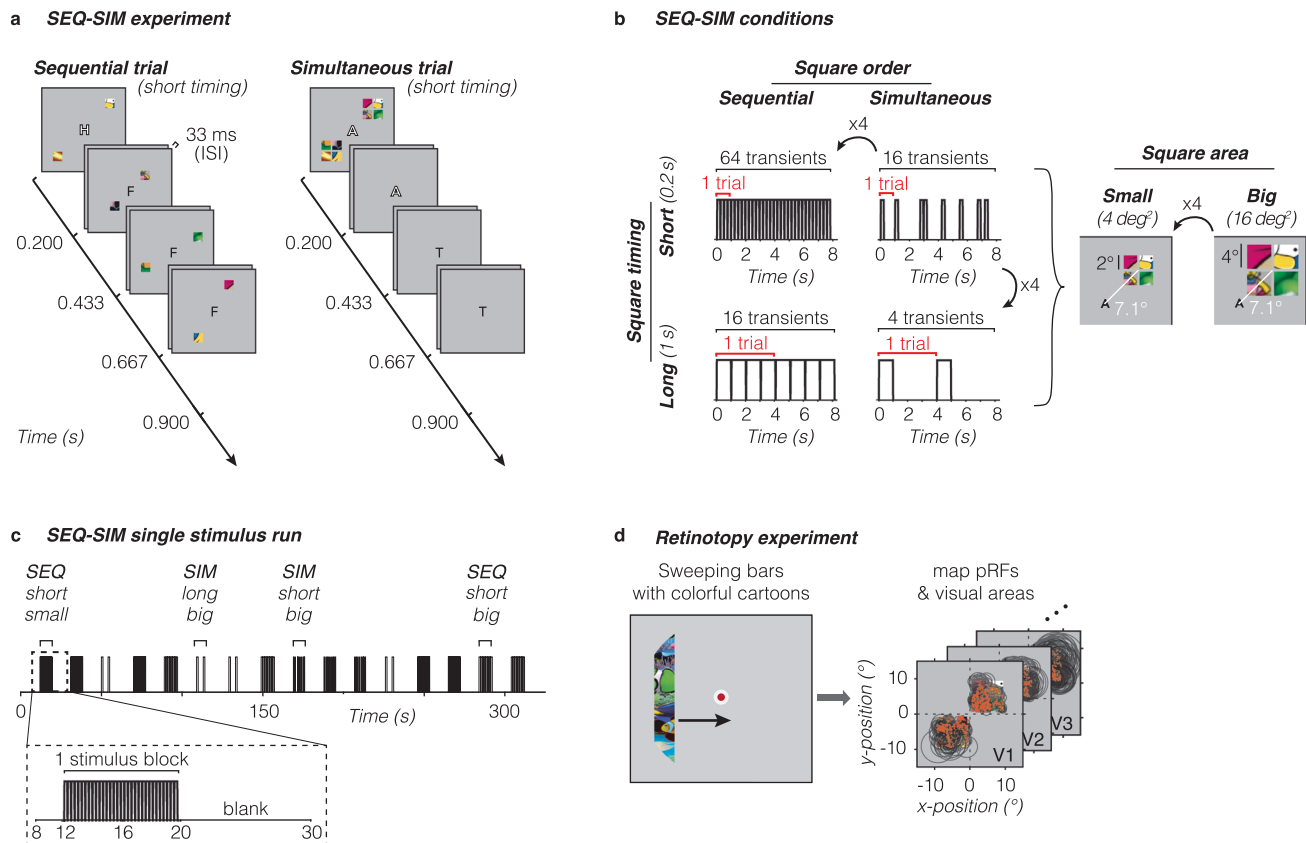 a SEQ-SIM experiment
Sequential trial
(short timing)
Simultaneous trial
(short timing)
H
33 ms
(ISI)
F
F
F
0.200
0.433
0.667
0.900
Time (s)
A
A
T
T
0.200
0.433
0.667
0.900
b SEQ-SIM conditions
Square order
Sequential Simultaneous
x4
Square timing
Short (0.2 s)
64 transients
1 trial
0 2 4 6 8
Time (s)
16 transients
1 trial
0 2 4 6 8
Time (s)
x4
Long (1 s)
16 transients
1 trial
0 2 4 6 8
Time (s)
4 transients
1 trial
0 2 4 6 8
Time (s)
Square area
Small
(4 deg²)
x4
Big
(16 deg²)
2°
A 7.1°
4°
A 7.1°
c SEQ-SIM single stimulus run
SEQ
short
small
SIM
long
big
SIM
short
big
SEQ
short
big
0 150 Time (s) 300
1 stimulus block
blank
8 12 16 20 30
d Retinotopy experiment
Sweeping bars
with colorful cartoons
map pRFs
& visual areas
y-position (°)
10
0
-10
V1
V2
V3
-10 0 10
x-position (°)